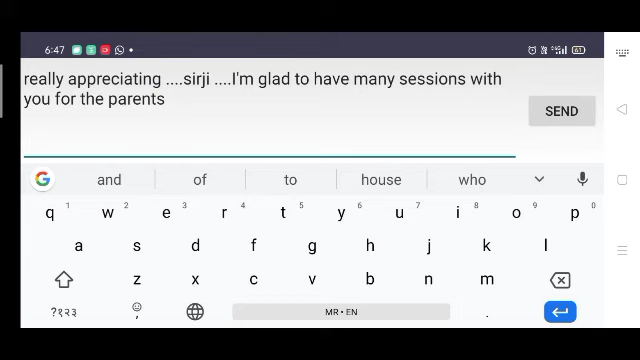 6:47
61
really appreciating ....sirji ....I'm glad to have many sessions with
you for the parents
SEND
and of to house who
q 1 w 2 e 3 r 4 t 5 y 6 u 7 i 8 o 9 p 0
a s d f g h j k l
z x c v b n m
?१२३ , MR • EN .